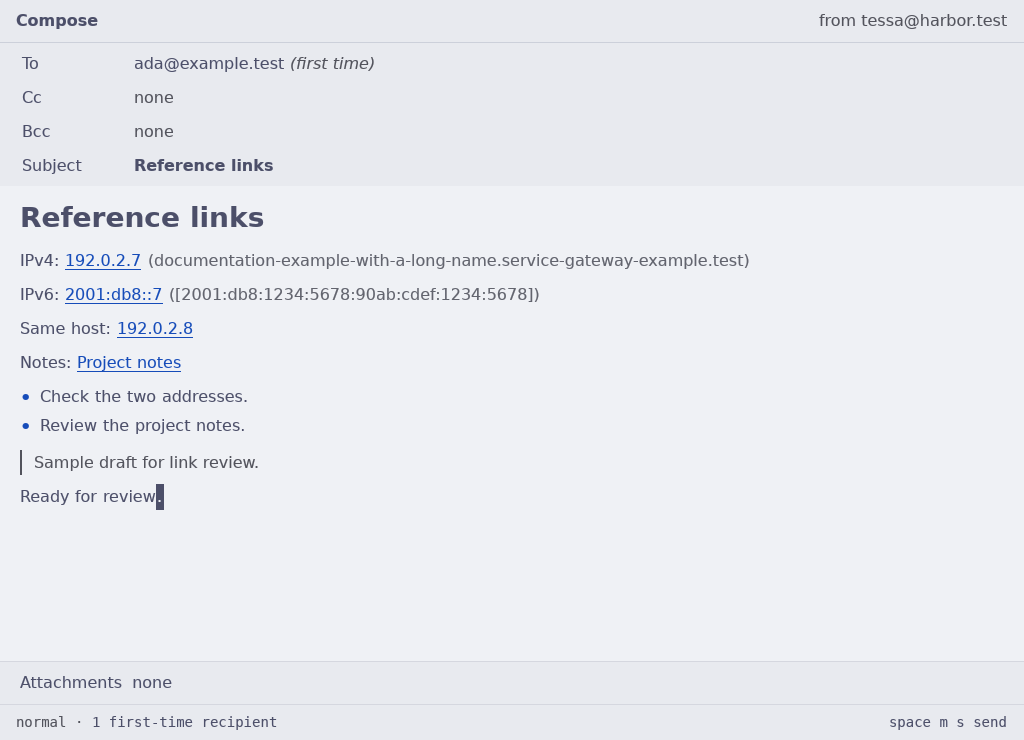 Compose from tessa@harbor.test
To ada@example.test (first time)
Cc none
Bcc none
Subject Reference links
Reference links
IPv4: 192.0.2.7 (documentation-example-with-a-long-name.service-gateway-example.test)
IPv6: 2001:db8::7 ([2001:db8:1234:5678:90ab:cdef:1234:5678])
Same host: 192.0.2.8
Notes: Project notes
• Check the two addresses.
• Review the project notes.
Sample draft for link review.
Ready for review.
Attachments none
normal · 1 first-time recipient space m s send